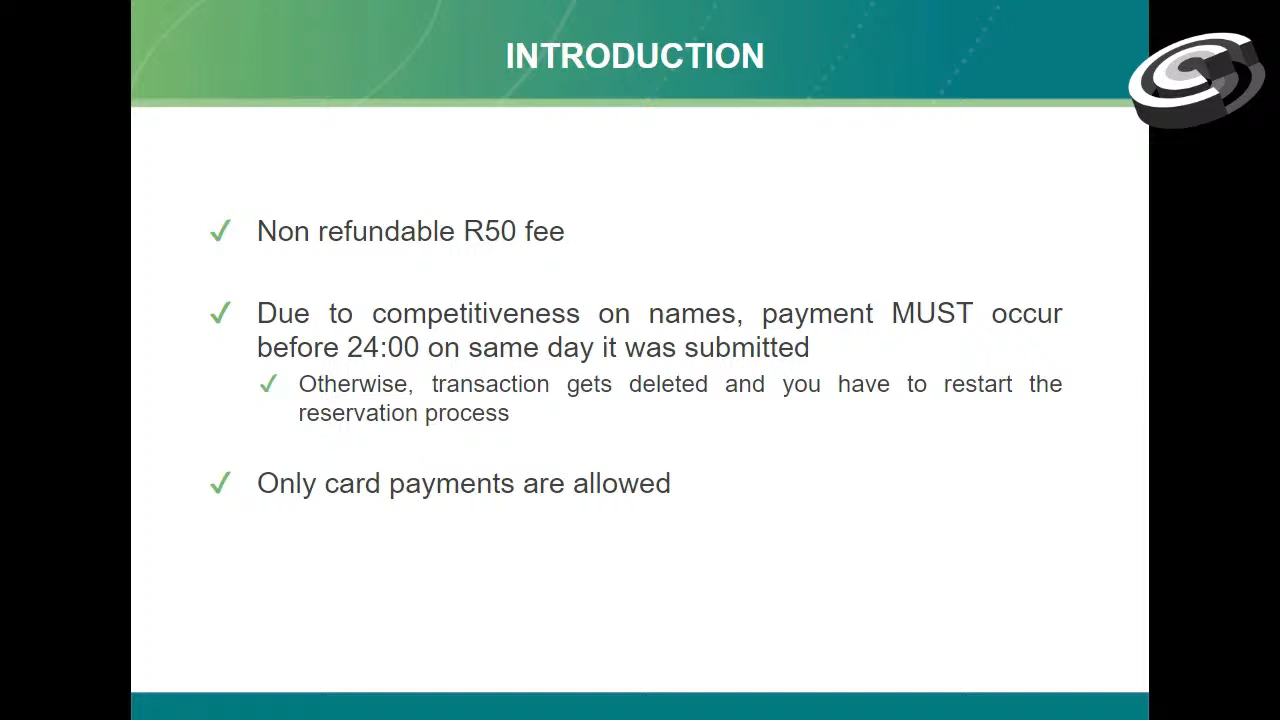 INTRODUCTION
Non refundable R50 fee
Due to competitiveness on names, payment MUST occur
before 24:00 on same day it was submitted
Otherwise, transaction gets deleted and you have to restart the
reservation process
Only card payments are allowed